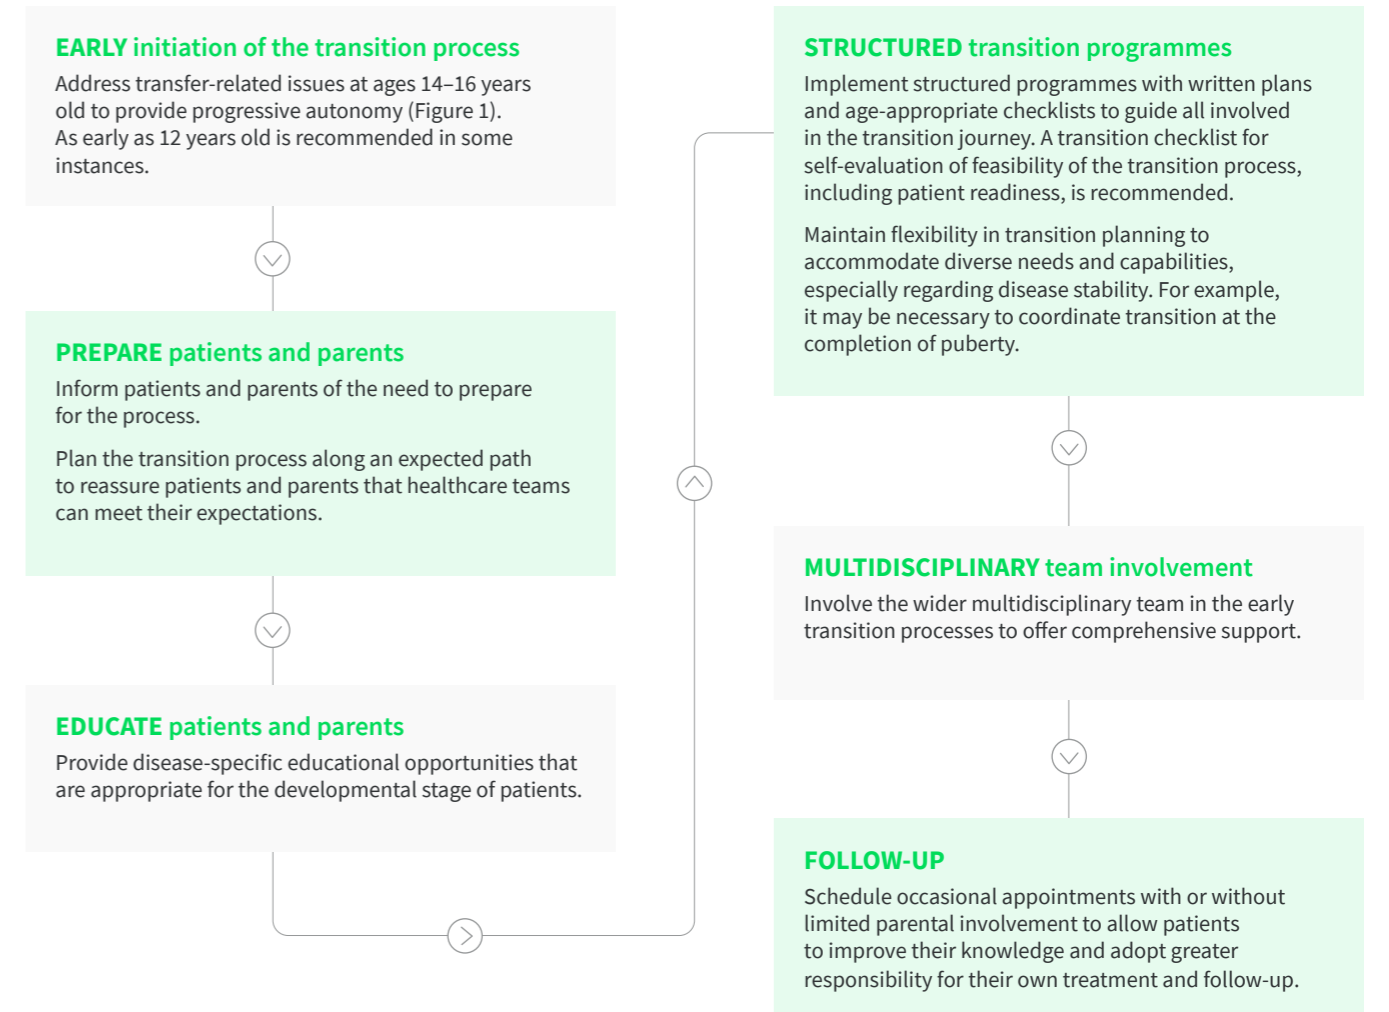 EARLY initiation of the transition process
Address transfer-related issues at ages 14–16 years
old to provide progressive autonomy (Figure 1).
As early as 12 years old is recommended in some
instances.
PREPARE patients and parents
Inform patients and parents of the need to prepare
for the process.
Plan the transition process along an expected path
to reassure patients and parents that healthcare teams
can meet their expectations.
EDUCATE patients and parents
Provide disease-specific educational opportunities that
are appropriate for the developmental stage of patients.
STRUCTURED transition programmes
Implement structured programmes with written plans
and age-appropriate checklists to guide all involved
in the transition journey. A transition checklist for
self-evaluation of feasibility of the transition process,
including patient readiness, is recommended.
Maintain flexibility in transition planning to
accommodate diverse needs and capabilities,
especially regarding disease stability. For example,
it may be necessary to coordinate transition at the
completion of puberty.
MULTIDISCIPLINARY team involvement
Involve the wider multidisciplinary team in the early
transition processes to offer comprehensive support.
FOLLOW-UP
Schedule occasional appointments with or without
limited parental involvement to allow patients
to improve their knowledge and adopt greater
responsibility for their own treatment and follow-up.